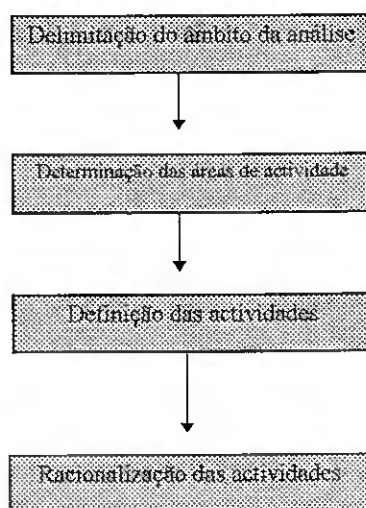 Delimitação do âmbito da análise
Determinação das áreas de actividade
Definição das actividades
Racionalização das actividades